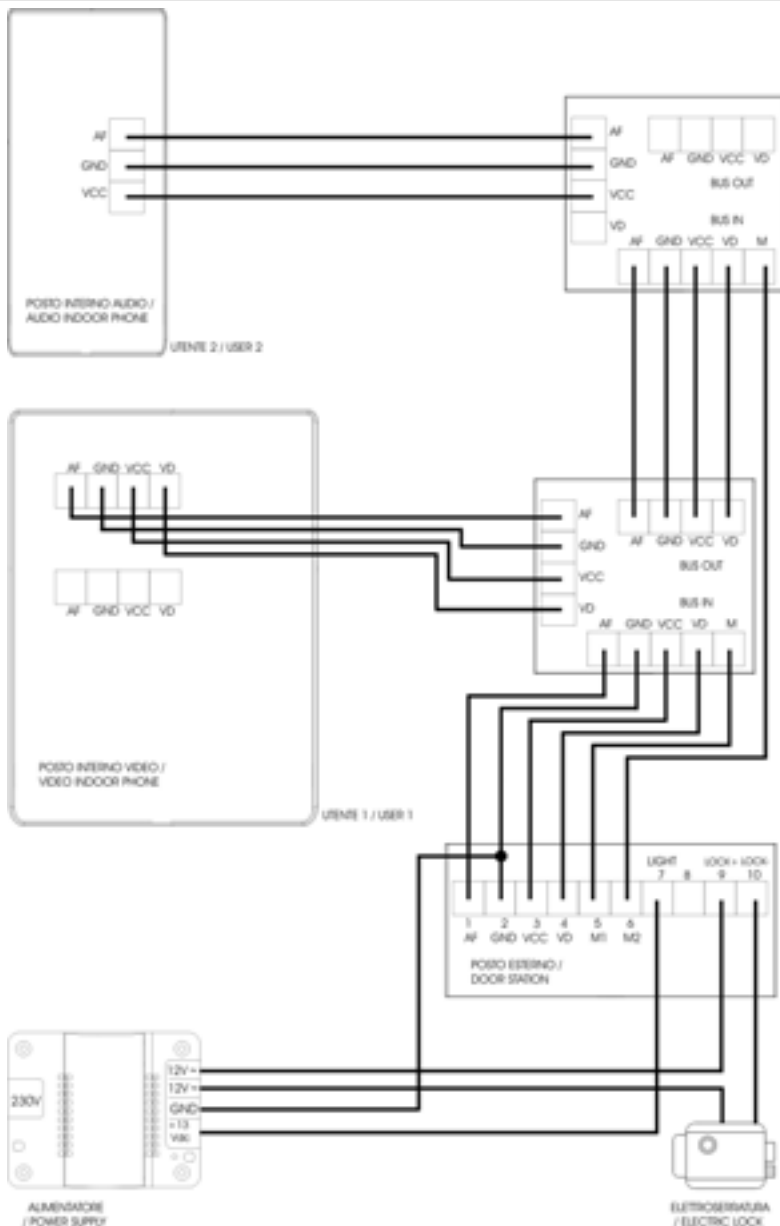 AF
GND
VCC
POSTO INTERNO AUDIO /
AUDIO INDOOR PHONE
UTENTE 2 / USER 2
AF
GND
VCC
VD
AF GND VCC VD
BUS OUT
BUS IN
AF GND VCC VD M
AF GND VCC VD
AF GND VCC VD
POSTO INTERNO VIDEO /
VIDEO INDOOR PHONE
UTENTE 1 / USER 1
AF
GND
VCC
VD
AF GND VCC VD
BUS OUT
BUS IN
AF GND VCC VD M
LIGHT LOCK+ LOCK-
7 8 9 10
1 2 3 4 5 6
AF GND VCC VD M1 M2
POSTO ESTERNO /
DOOR STATION
230V
12V~
12V~
GND
+13
Vdc
ALIMENTATORE
/ POWER SUPPLY
ELETTROSERRATURA
/ ELECTRIC LOCK